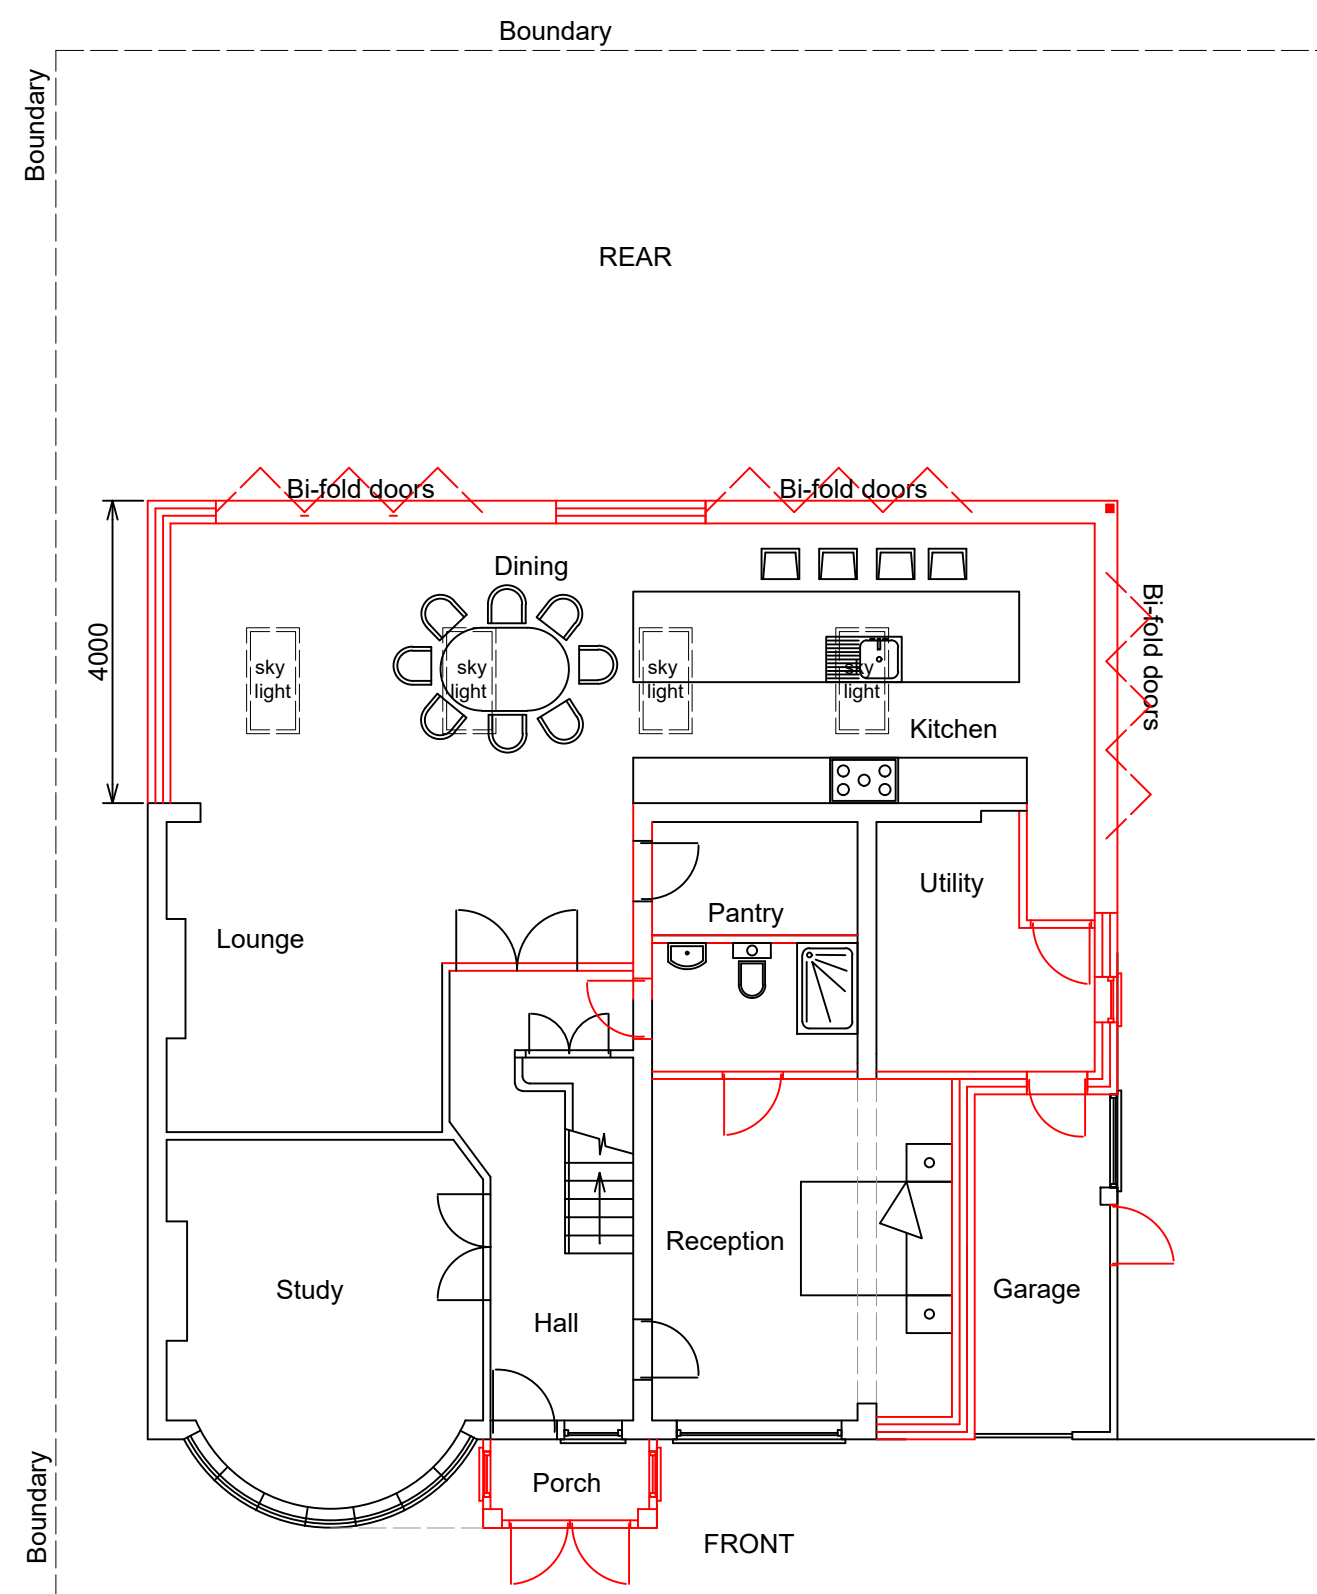 Boundary
Boundary
REAR
Bi-fold doors
Bi-fold doors
Dining
Bi-fold doors
4000
sky
light
sky
light
sky
light
sky
light
Kitchen
Utility
Pantry
Lounge
Reception
Study
Garage
Hall
Porch
Boundary
FRONT